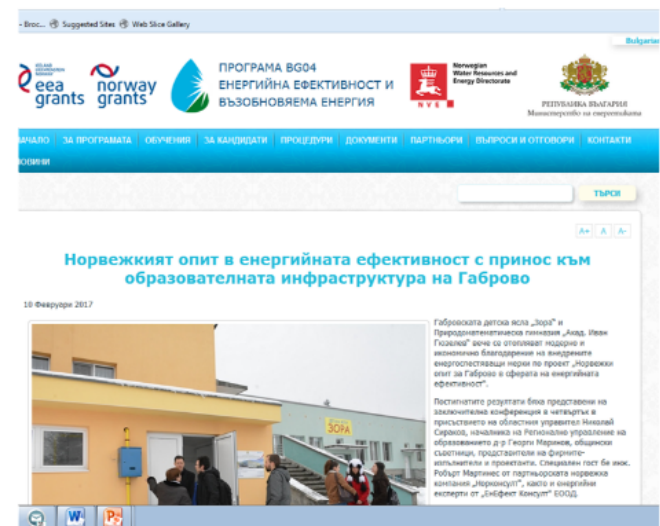 - Broc... Suggested Sites Web Slice Gallery
Bulgarian
eea grants norway grants
ПРОГРАМА BG04
ЕНЕРГИЙНА ЕФЕКТИВНОСТ И
ВЪЗОБНОВЯЕМА ЕНЕРГИЯ
Norwegian
Water Resources and
Energy Directorate
N V E
РЕПУБЛИКА БЪЛГАРИЯ
Министерство на енергетиката
НАЧАЛО ЗА ПРОГРАМАТА ОБУЧЕНИЯ ЗА КАНДИДАТИ ПРОЦЕДУРИ ДОКУМЕНТИ ПАРТНЬОРИ ВЪПРОСИ И ОТГОВОРИ КОНТАКТИ
НОВИНИ
ТЪРСИ
A+ A A-
Норвежкият опит в енергийната ефективност с принос към
образователната инфраструктура на Габрово
10 Февруари 2017
Габровската детска ясла „Зора" и
Природоматематическа гимназия „Акад. Иван
Гюзелев" вече се отопляват модерно и
икономично благодарение на внедрените
енергоспестяващи мерки по проект „Норвежки
опит за Габрово в сферата на енергийната
ефективност".
Постигнатите резултати бяха представени на
заключителна конференция в четвъртък в
присъствието на областния управител Николай
Сираков, началника на Регионално управление на
образованието д-р Георги Маринов, общински
съветници, представители на фирмите-
изпълнители и проектанти. Специален гост бе инж.
Робърт Мартинес от партньорската норвежка
компания „Норконсулт", както и енергийни
експерти от „ЕнЕфект Консулт" ЕООД.
ЗОРА